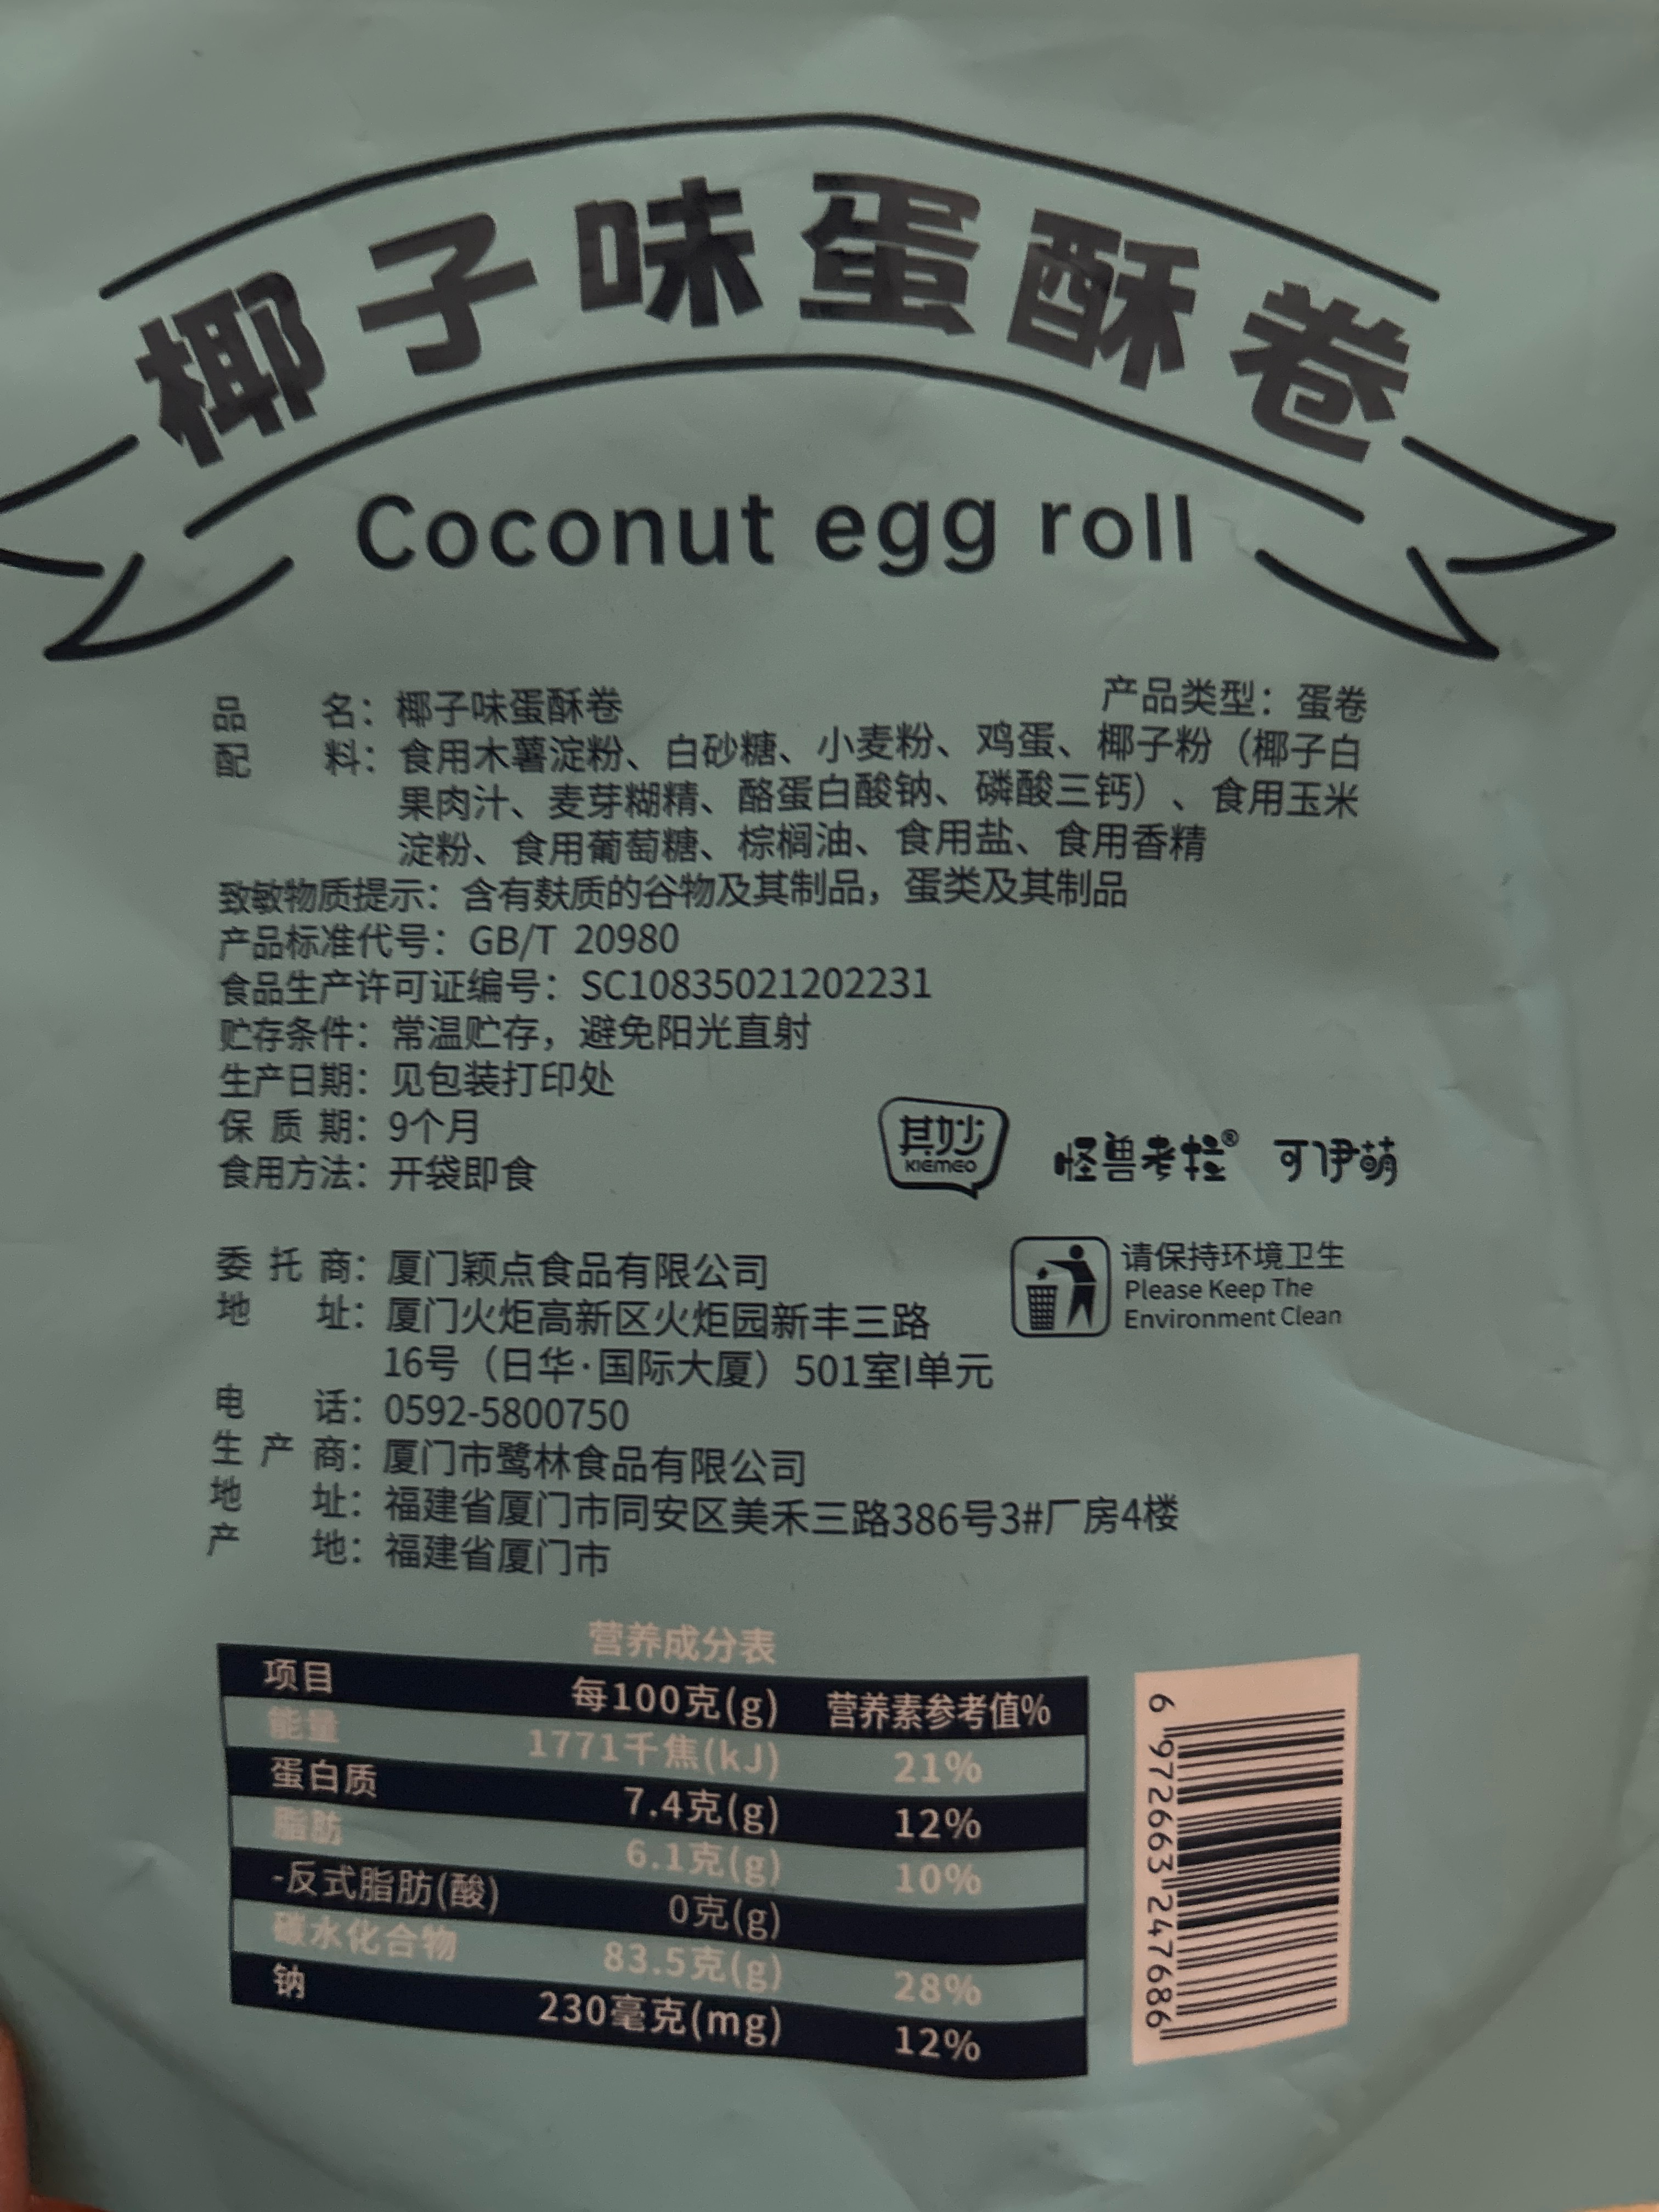 椰子味蛋酥卷
Coconut egg roll
品名：椰子味蛋酥卷 产品类型：蛋卷
配料：食用木薯淀粉、白砂糖、小麦粉、鸡蛋、椰子粉（椰子白
果肉汁、麦芽糊精、酪蛋白酸钠、磷酸三钙）、食用玉米
淀粉、食用葡萄糖、棕榈油、食用盐、食用香精
致敏物质提示：含有麸质的谷物及其制品，蛋类及其制品
产品标准代号：GB/T 20980
食品生产许可证编号：SC10835021202231
贮存条件：常温贮存，避免阳光直射
生产日期：见包装打印处
保质期：9个月
食用方法：开袋即食
其妙
KIEMEO
怪兽考拉® 可伊萌
委托商：厦门颖点食品有限公司
地址：厦门火炬高新区火炬园新丰三路
16号（日华·国际大厦）501室I单元
电话：0592-5800750
生产商：厦门市鹭林食品有限公司
地址：福建省厦门市同安区美禾三路386号3#厂房4楼
产地：福建省厦门市
请保持环境卫生
Please Keep The
Environment Clean
营养成分表
项目 每100克(g) 营养素参考值%
能量 1771千焦(kJ) 21%
蛋白质 7.4克(g) 12%
脂肪 6.1克(g) 10%
-反式脂肪(酸) 0克(g)
碳水化合物 83.5克(g) 28%
钠 230毫克(mg) 12%
6 972663 247686